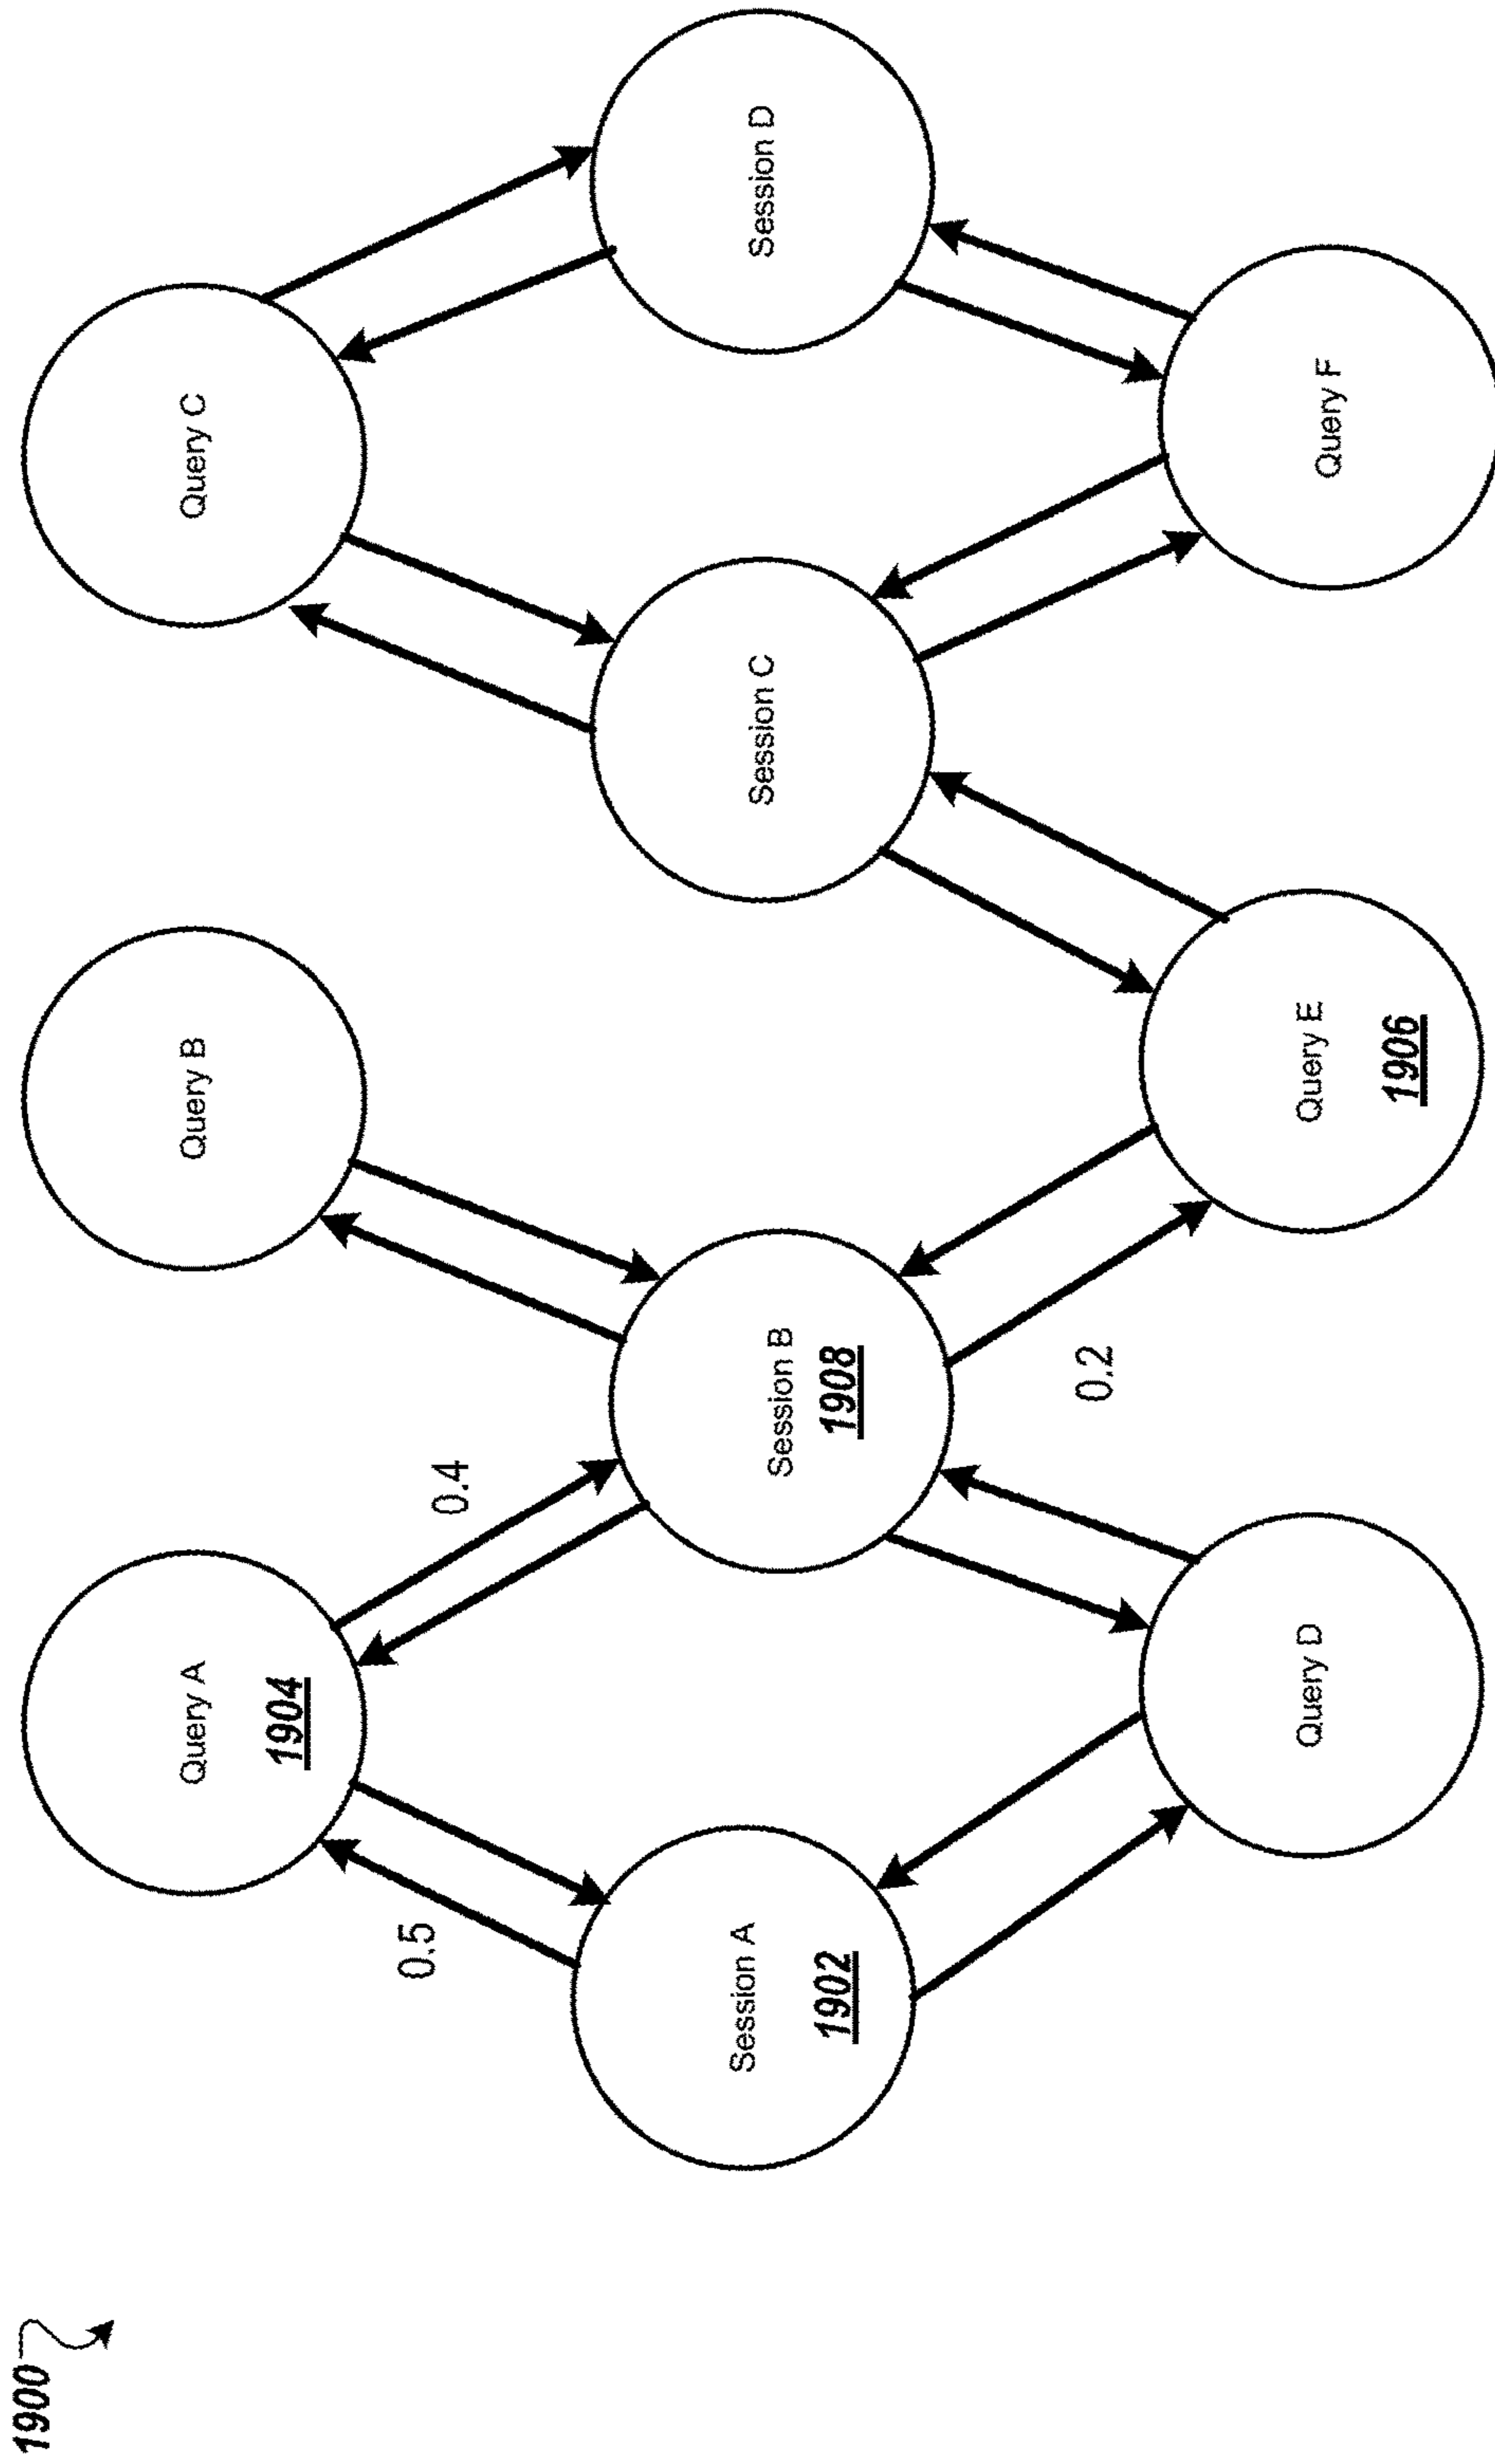 1900
Query A
1904
Query B
Query C
0.5
0.4
Session A
1902
Session B
1908
Session C
Session D
0.2
Query D
Query E
1906
Query F